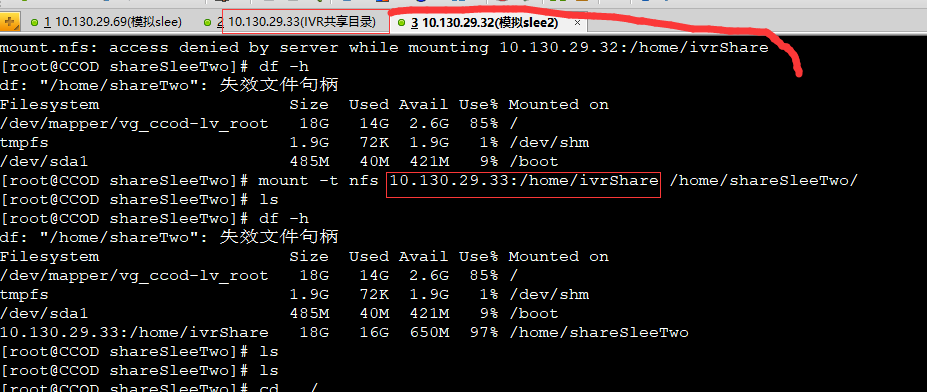 1 10.130.29.69(模拟slee) 2 10.130.29.33(IVR共享目录) 3 10.130.29.32(模拟slee2) ×
mount.nfs: access denied by server while mounting 10.130.29.32:/home/ivrShare
[root@CCOD shareSleeTwo]# df -h
df: "/home/shareTwo": 失效文件句柄
Filesystem Size Used Avail Use% Mounted on
/dev/mapper/vg_ccod-lv_root 18G 14G 2.6G 85% /
tmpfs 1.9G 72K 1.9G 1% /dev/shm
/dev/sda1 485M 40M 421M 9% /boot
[root@CCOD shareSleeTwo]# mount -t nfs 10.130.29.33:/home/ivrShare /home/shareSleeTwo/
[root@CCOD shareSleeTwo]# ls
[root@CCOD shareSleeTwo]# df -h
df: "/home/shareTwo": 失效文件句柄
Filesystem Size Used Avail Use% Mounted on
/dev/mapper/vg_ccod-lv_root 18G 14G 2.6G 85% /
tmpfs 1.9G 72K 1.9G 1% /dev/shm
/dev/sda1 485M 40M 421M 9% /boot
10.130.29.33:/home/ivrShare 18G 16G 650M 97% /home/shareSleeTwo
[root@CCOD shareSleeTwo]# ls
[root@CCOD shareSleeTwo]# ls
[root@CCOD shareSleeTwo]# cd